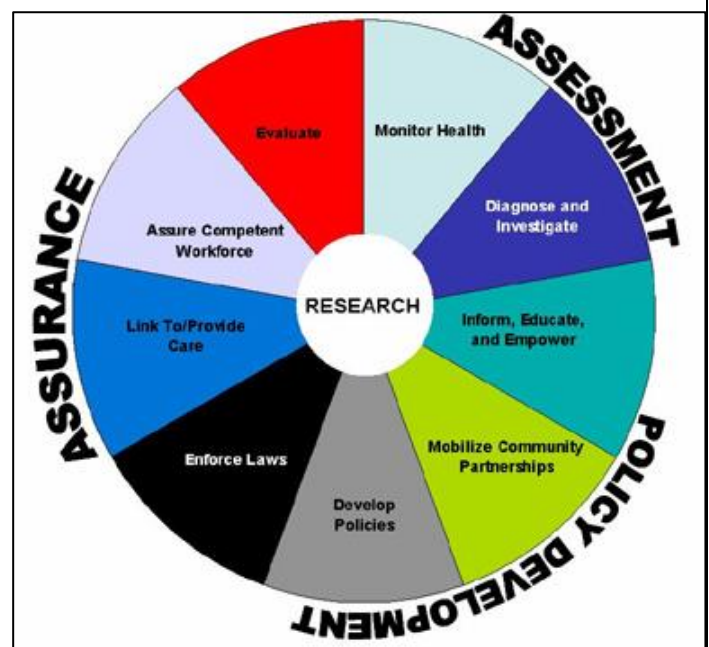 ASSESSMENT
Monitor Health
Diagnose and
Investigate
Inform, Educate,
and Empower
POLICY DEVELOPMENT
Mobilize Community
Partnerships
Develop
Policies
Enforce Laws
ASSURANCE
Link To/Provide
Care
Assure Competent
Workforce
Evaluate
RESEARCH